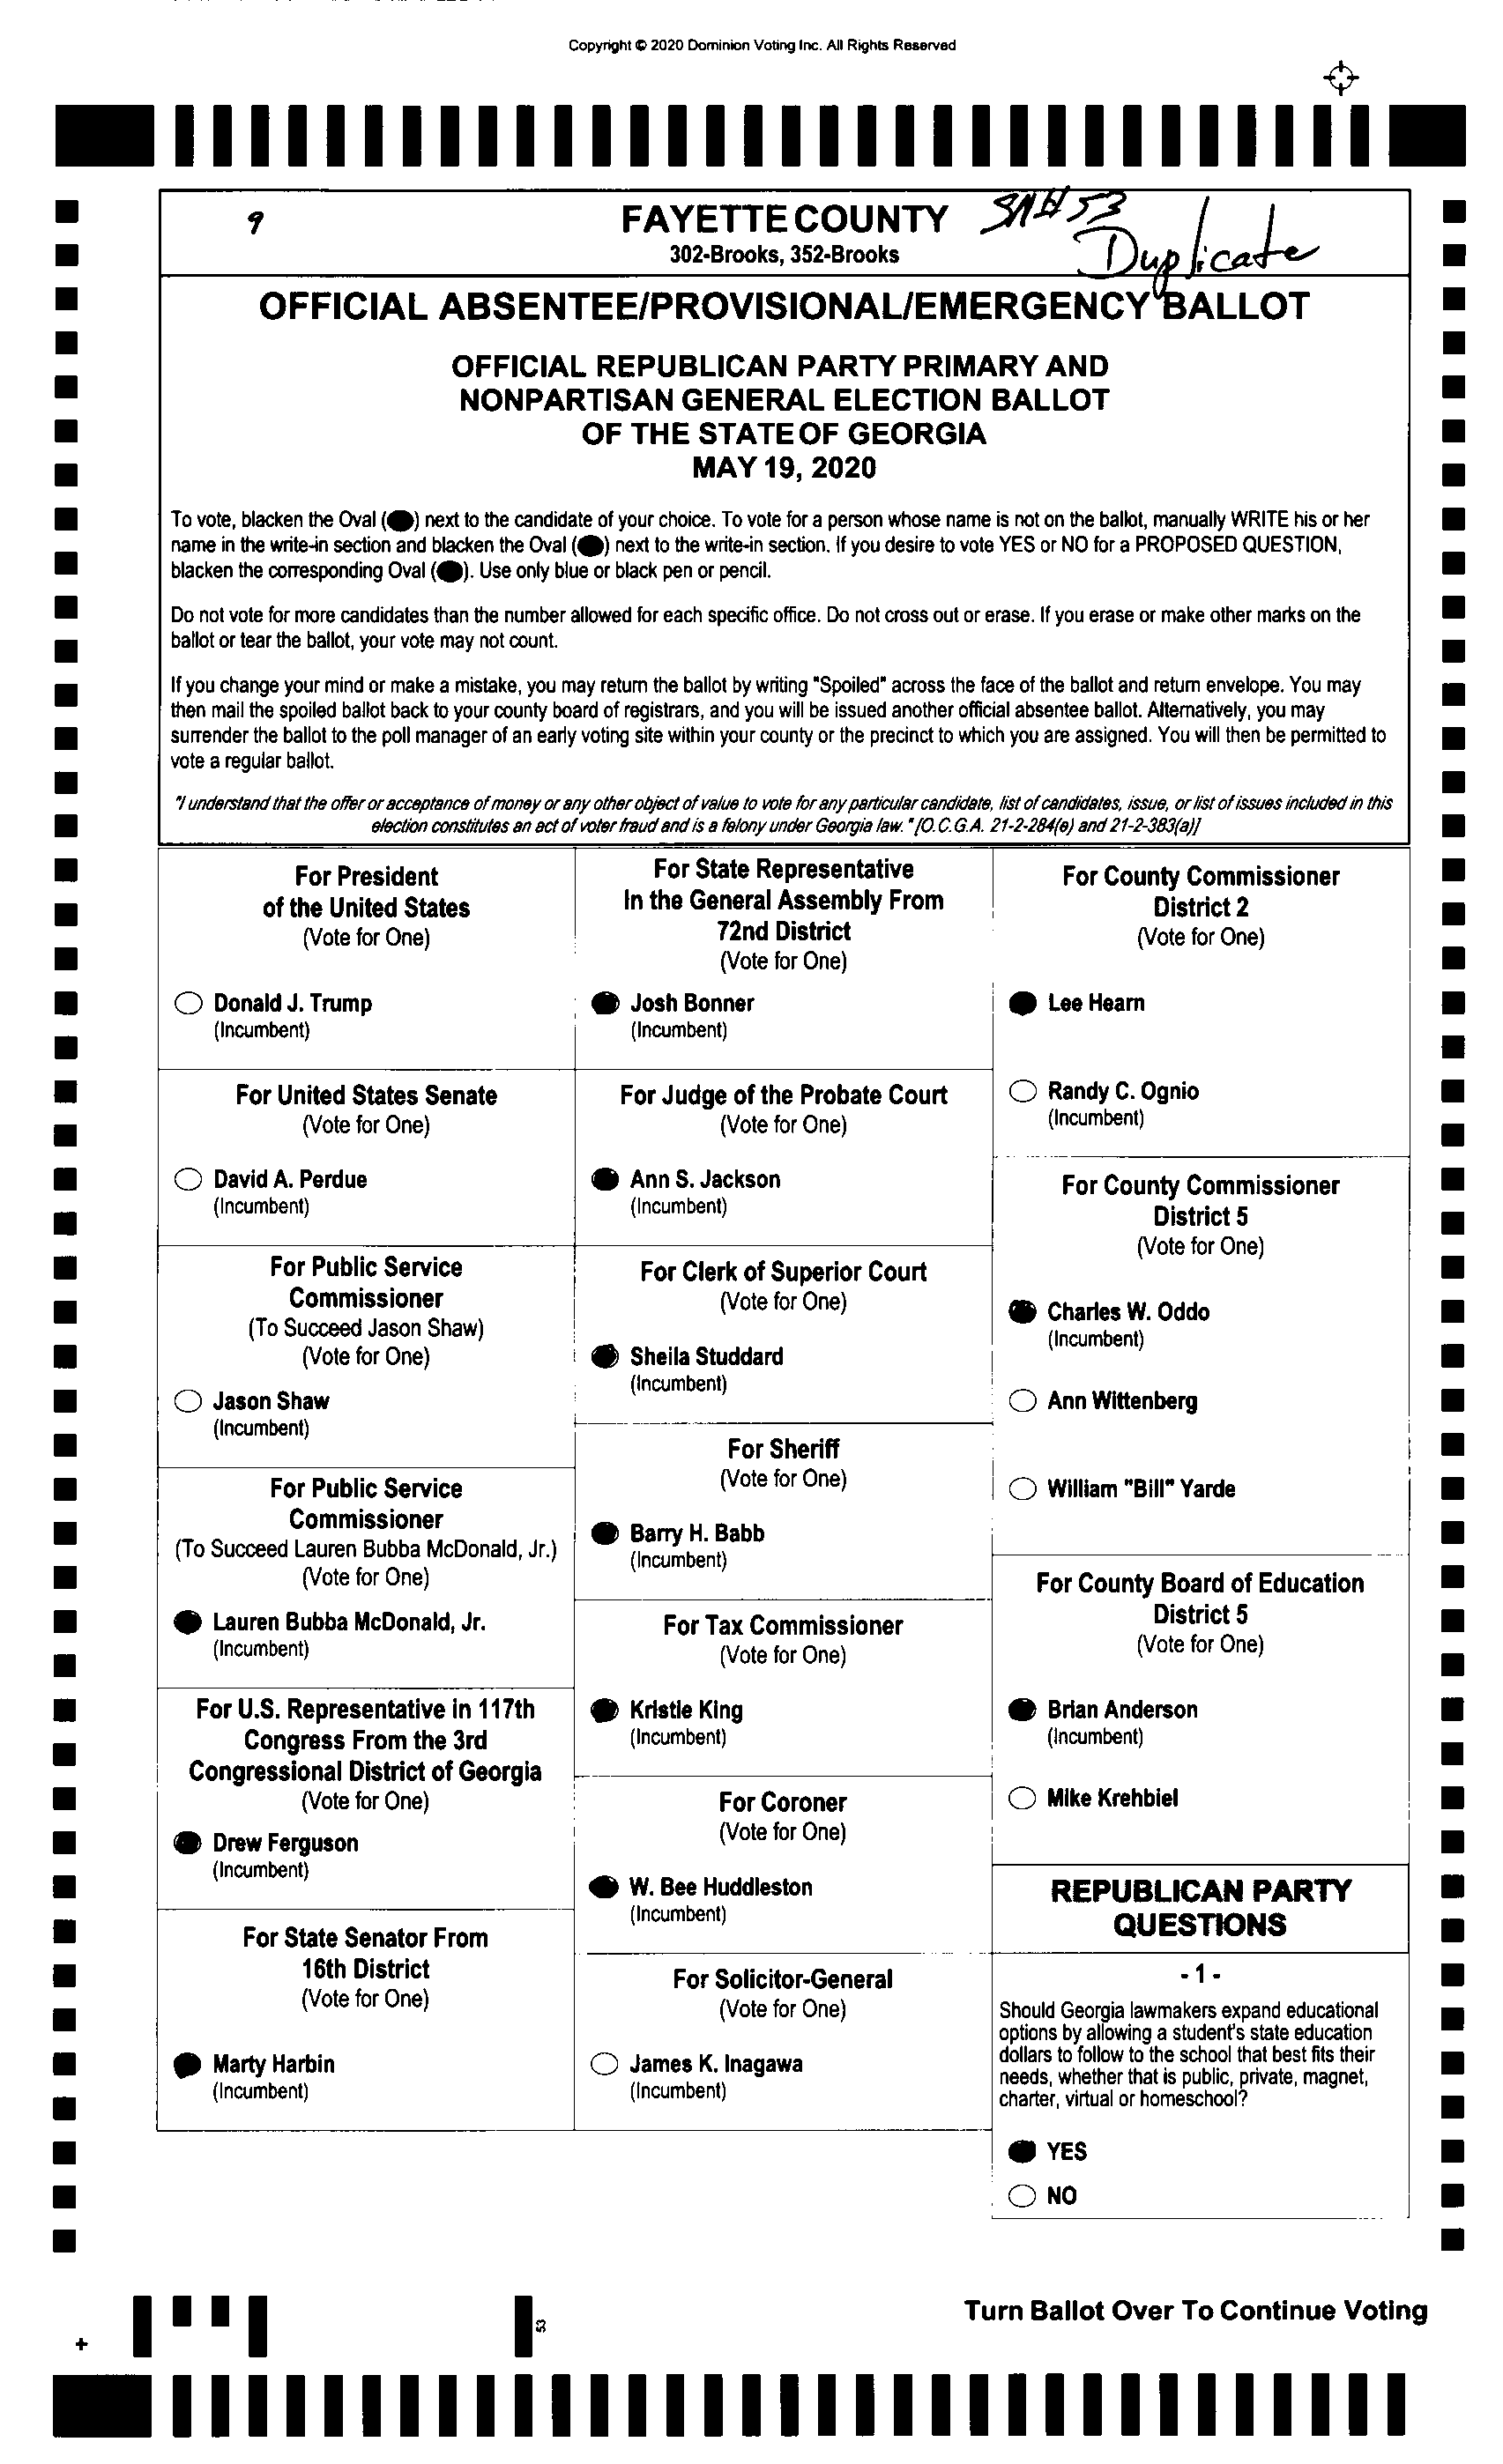 Copyright © 2020 Dominion Voting Inc. All Rights Reserved
9
FAYETTE COUNTY
302-Brooks, 352-Brooks
Duplicate
OFFICIAL ABSENTEE/PROVISIONAL/EMERGENCY BALLOT
OFFICIAL REPUBLICAN PARTY PRIMARY AND
NONPARTISAN GENERAL ELECTION BALLOT
OF THE STATE OF GEORGIA
MAY 19, 2020
To vote, blacken the Oval ( ) next to the candidate of your choice. To vote for a person whose name is not on the ballot, manually WRITE his or her
name in the write-in section and blacken the Oval ( ) next to the write-in section. If you desire to vote YES or NO for a PROPOSED QUESTION,
blacken the corresponding Oval ( ). Use only blue or black pen or pencil.
Do not vote for more candidates than the number allowed for each specific office. Do not cross out or erase. If you erase or make other marks on the
ballot or tear the ballot, your vote may not count.
If you change your mind or make a mistake, you may return the ballot by writing "Spoiled" across the face of the ballot and return envelope. You may
then mail the spoiled ballot back to your county board of registrars, and you will be issued another official absentee ballot. Alternatively, you may
surrender the ballot to the poll manager of an early voting site within your county or the precinct to which you are assigned. You will then be permitted to
vote a regular ballot.
"I understand that the offer or acceptance of money or any other object of value to vote for any particular candidate, list of candidates, issue, or list of issues included in this
election constitutes an act of voter fraud and is a felony under Georgia law." [O.C.G.A. 21-2-284(e) and 21-2-383(a)]
For President
of the United States
(Vote for One)
Donald J. Trump
(Incumbent)
For United States Senate
(Vote for One)
David A. Perdue
(Incumbent)
For Public Service
Commissioner
(To Succeed Jason Shaw)
(Vote for One)
Jason Shaw
(Incumbent)
For Public Service
Commissioner
(To Succeed Lauren Bubba McDonald, Jr.)
(Vote for One)
Lauren Bubba McDonald, Jr.
(Incumbent)
For U.S. Representative in 117th
Congress From the 3rd
Congressional District of Georgia
(Vote for One)
Drew Ferguson
(Incumbent)
For State Senator From
16th District
(Vote for One)
Marty Harbin
(Incumbent)
For State Representative
In the General Assembly From
72nd District
(Vote for One)
Josh Bonner
(Incumbent)
For Judge of the Probate Court
(Vote for One)
Ann S. Jackson
(Incumbent)
For Clerk of Superior Court
(Vote for One)
Sheila Studdard
(Incumbent)
For Sheriff
(Vote for One)
Barry H. Babb
(Incumbent)
For Tax Commissioner
(Vote for One)
Kristie King
(Incumbent)
For Coroner
(Vote for One)
W. Bee Huddleston
(Incumbent)
For Solicitor-General
(Vote for One)
James K. Inagawa
(Incumbent)
For County Commissioner
District 2
(Vote for One)
Lee Hearn
Randy C. Ognio
(Incumbent)
For County Commissioner
District 5
(Vote for One)
Charles W. Oddo
(Incumbent)
Ann Wittenberg
William "Bill" Yarde
For County Board of Education
District 5
(Vote for One)
Brian Anderson
(Incumbent)
Mike Krehbiel
REPUBLICAN PARTY
QUESTIONS
- 1 -
Should Georgia lawmakers expand educational
options by allowing a student's state education
dollars to follow to the school that best fits their
needs, whether that is public, private, magnet,
charter, virtual or homeschool?
YES
NO
Turn Ballot Over To Continue Voting
53